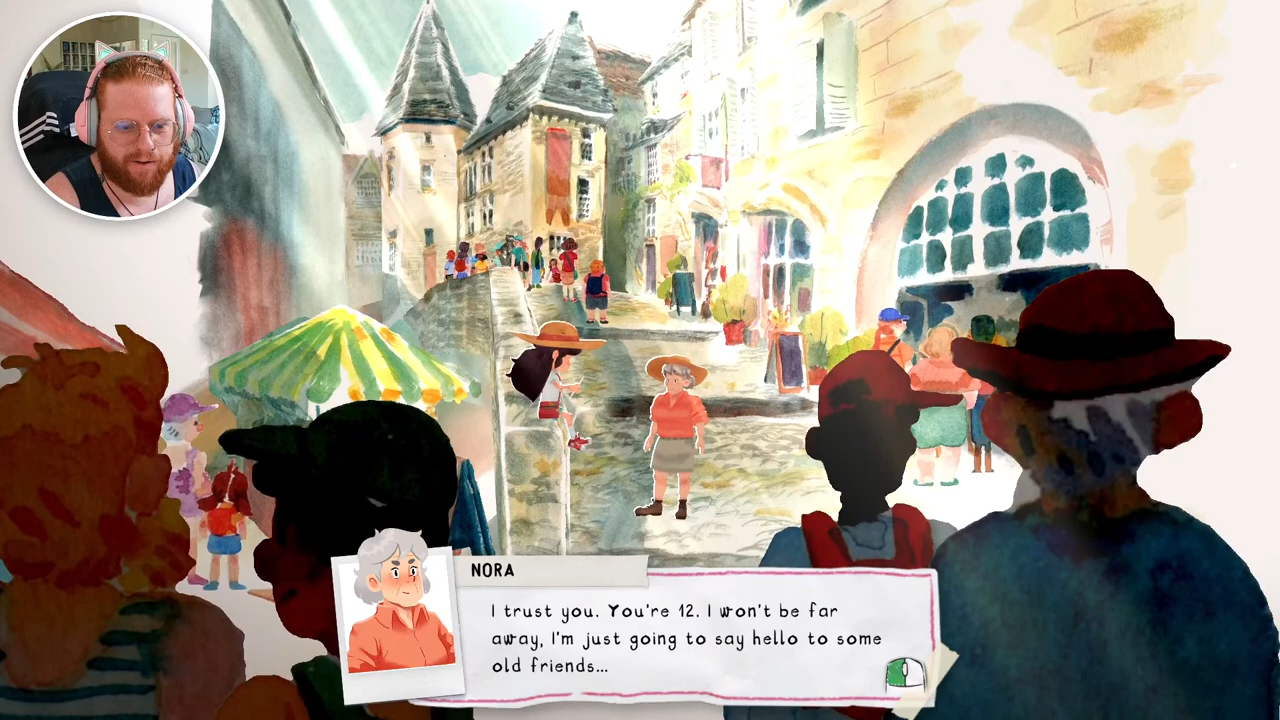 NORA
I trust you. You're 12. I won't be far
away, I'm just going to say hello to some
old friends...